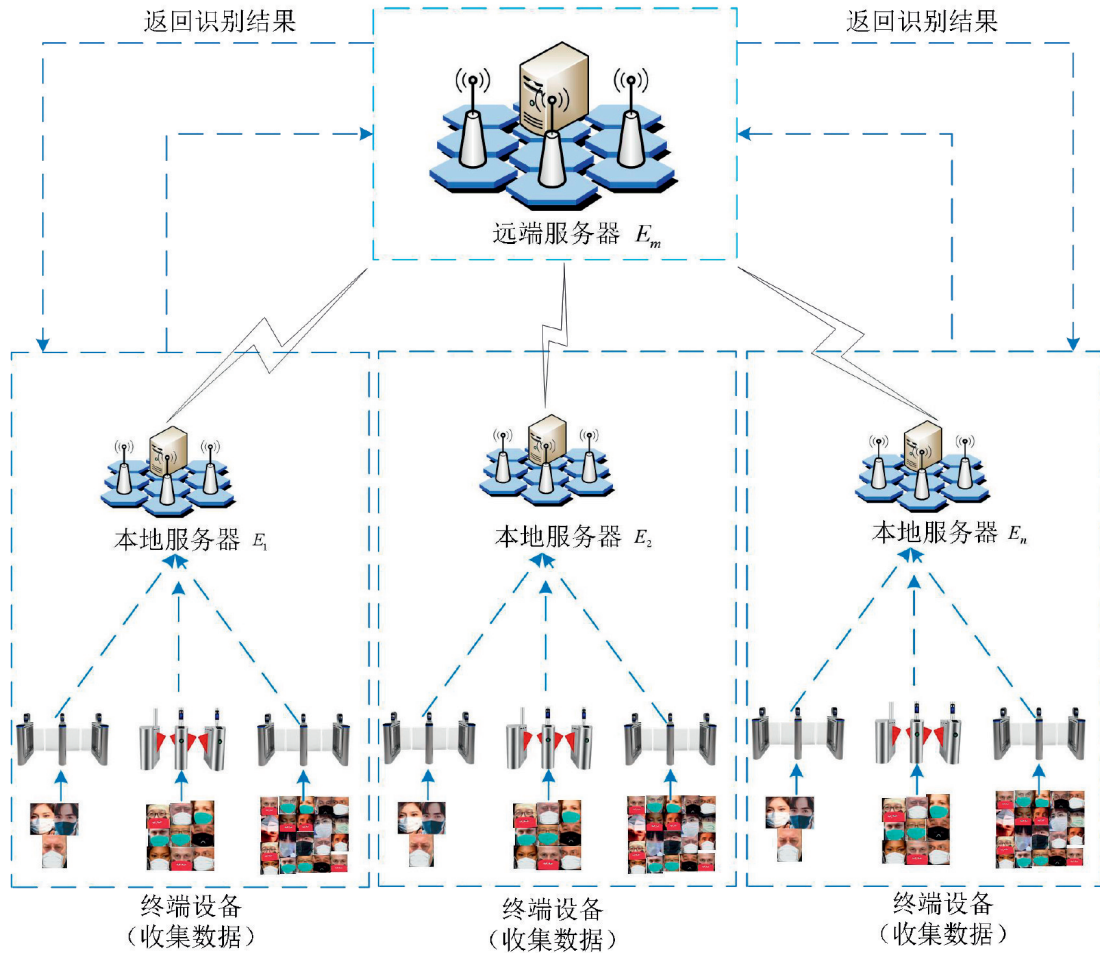 返回识别结果
返回识别结果
远端服务器 Em
本地服务器 E1
本地服务器 E2
本地服务器 En
终端设备
（收集数据）
终端设备
（收集数据）
终端设备
（收集数据）